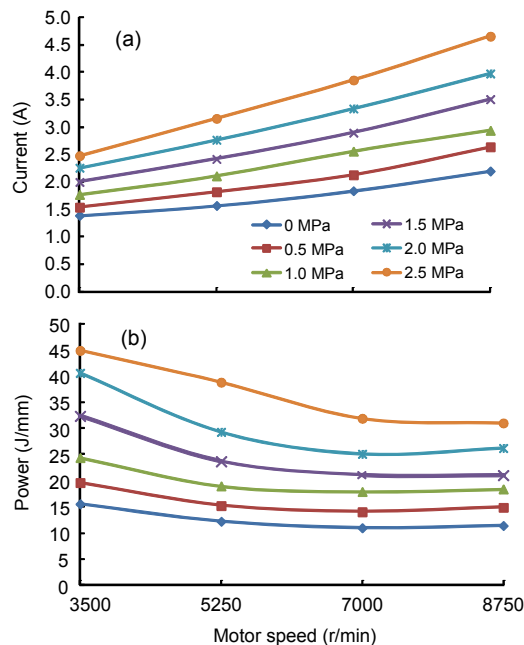 (a)
Current (A)
5.0
4.5
4.0
3.5
3.0
2.5
2.0
1.5
1.0
0.5
0.0
0 MPa
0.5 MPa
1.0 MPa
1.5 MPa
2.0 MPa
2.5 MPa
(b)
Power (J/mm)
50
45
40
35
30
25
20
15
10
5
0
3500 5250 7000 8750
Motor speed (r/min)